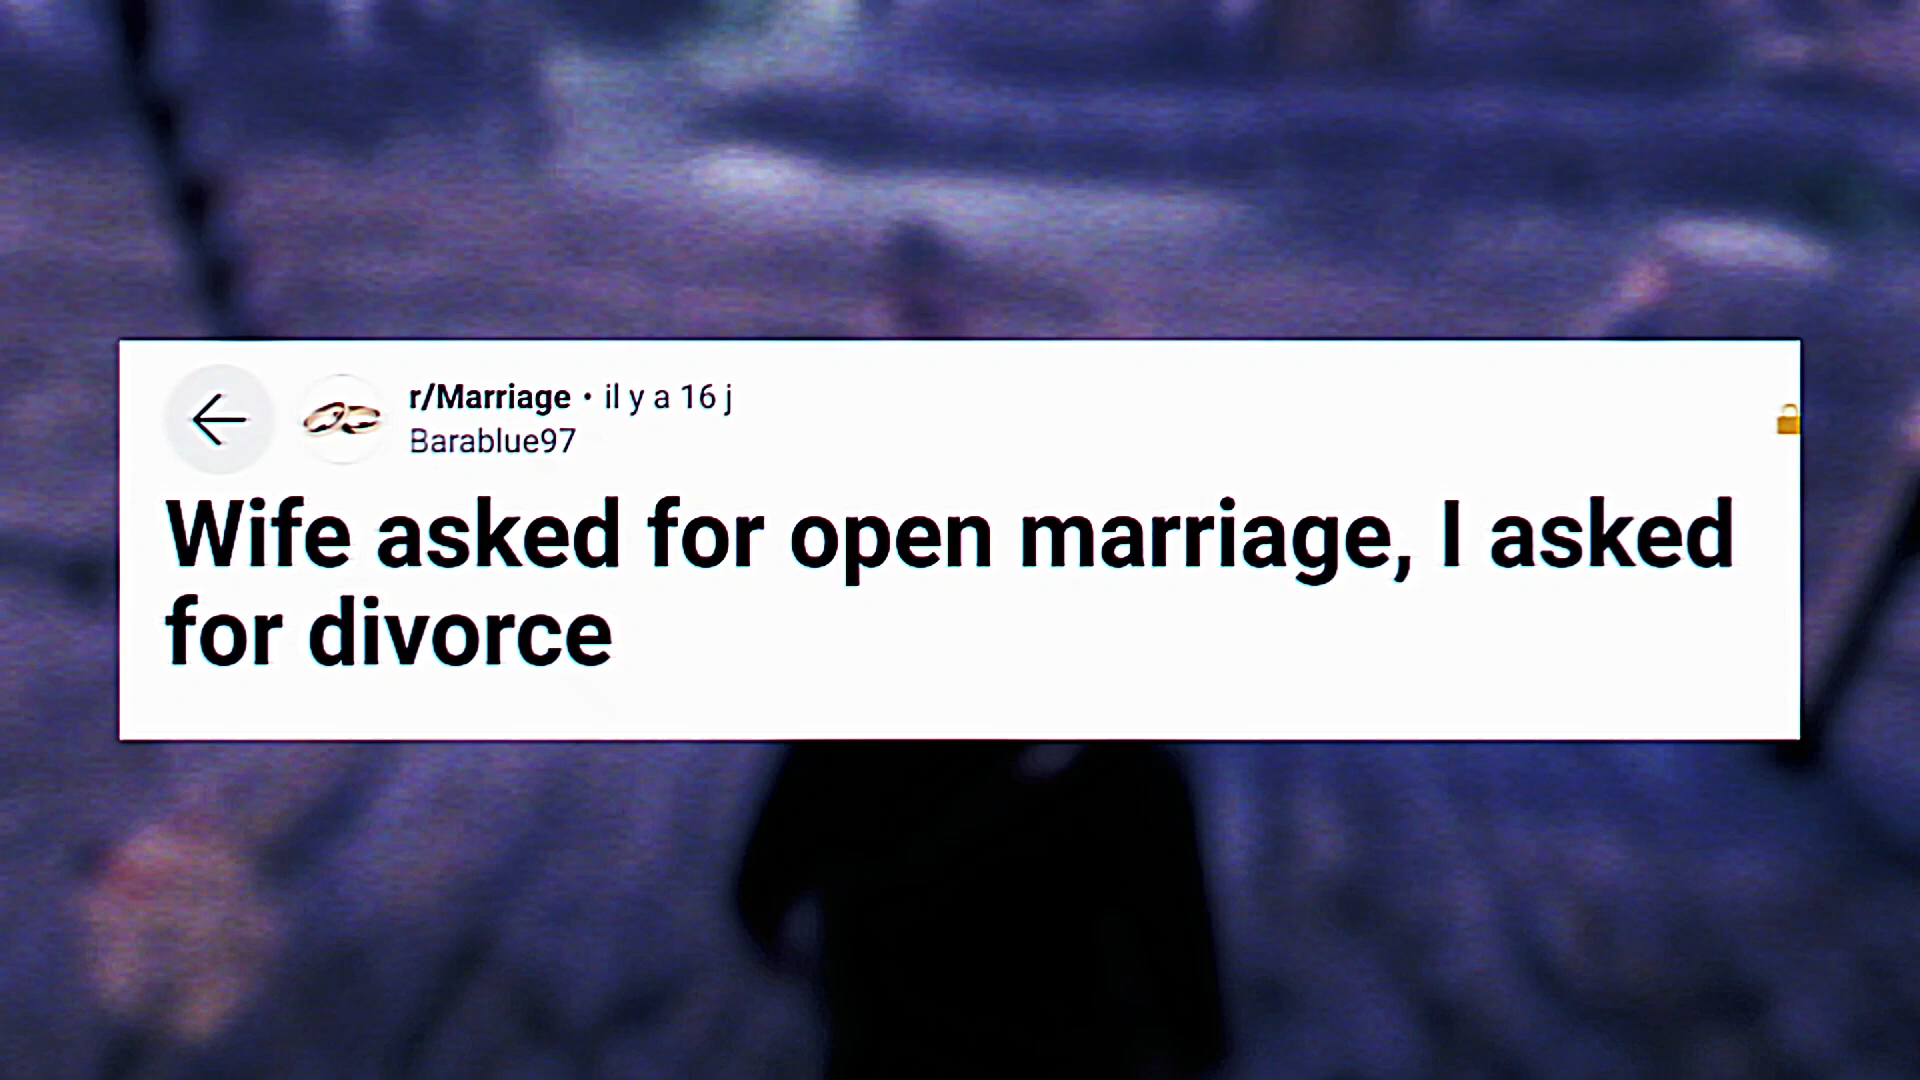 r/Marriage • il y a 16 j
Barablue97
Wife asked for open marriage, I asked
for divorce